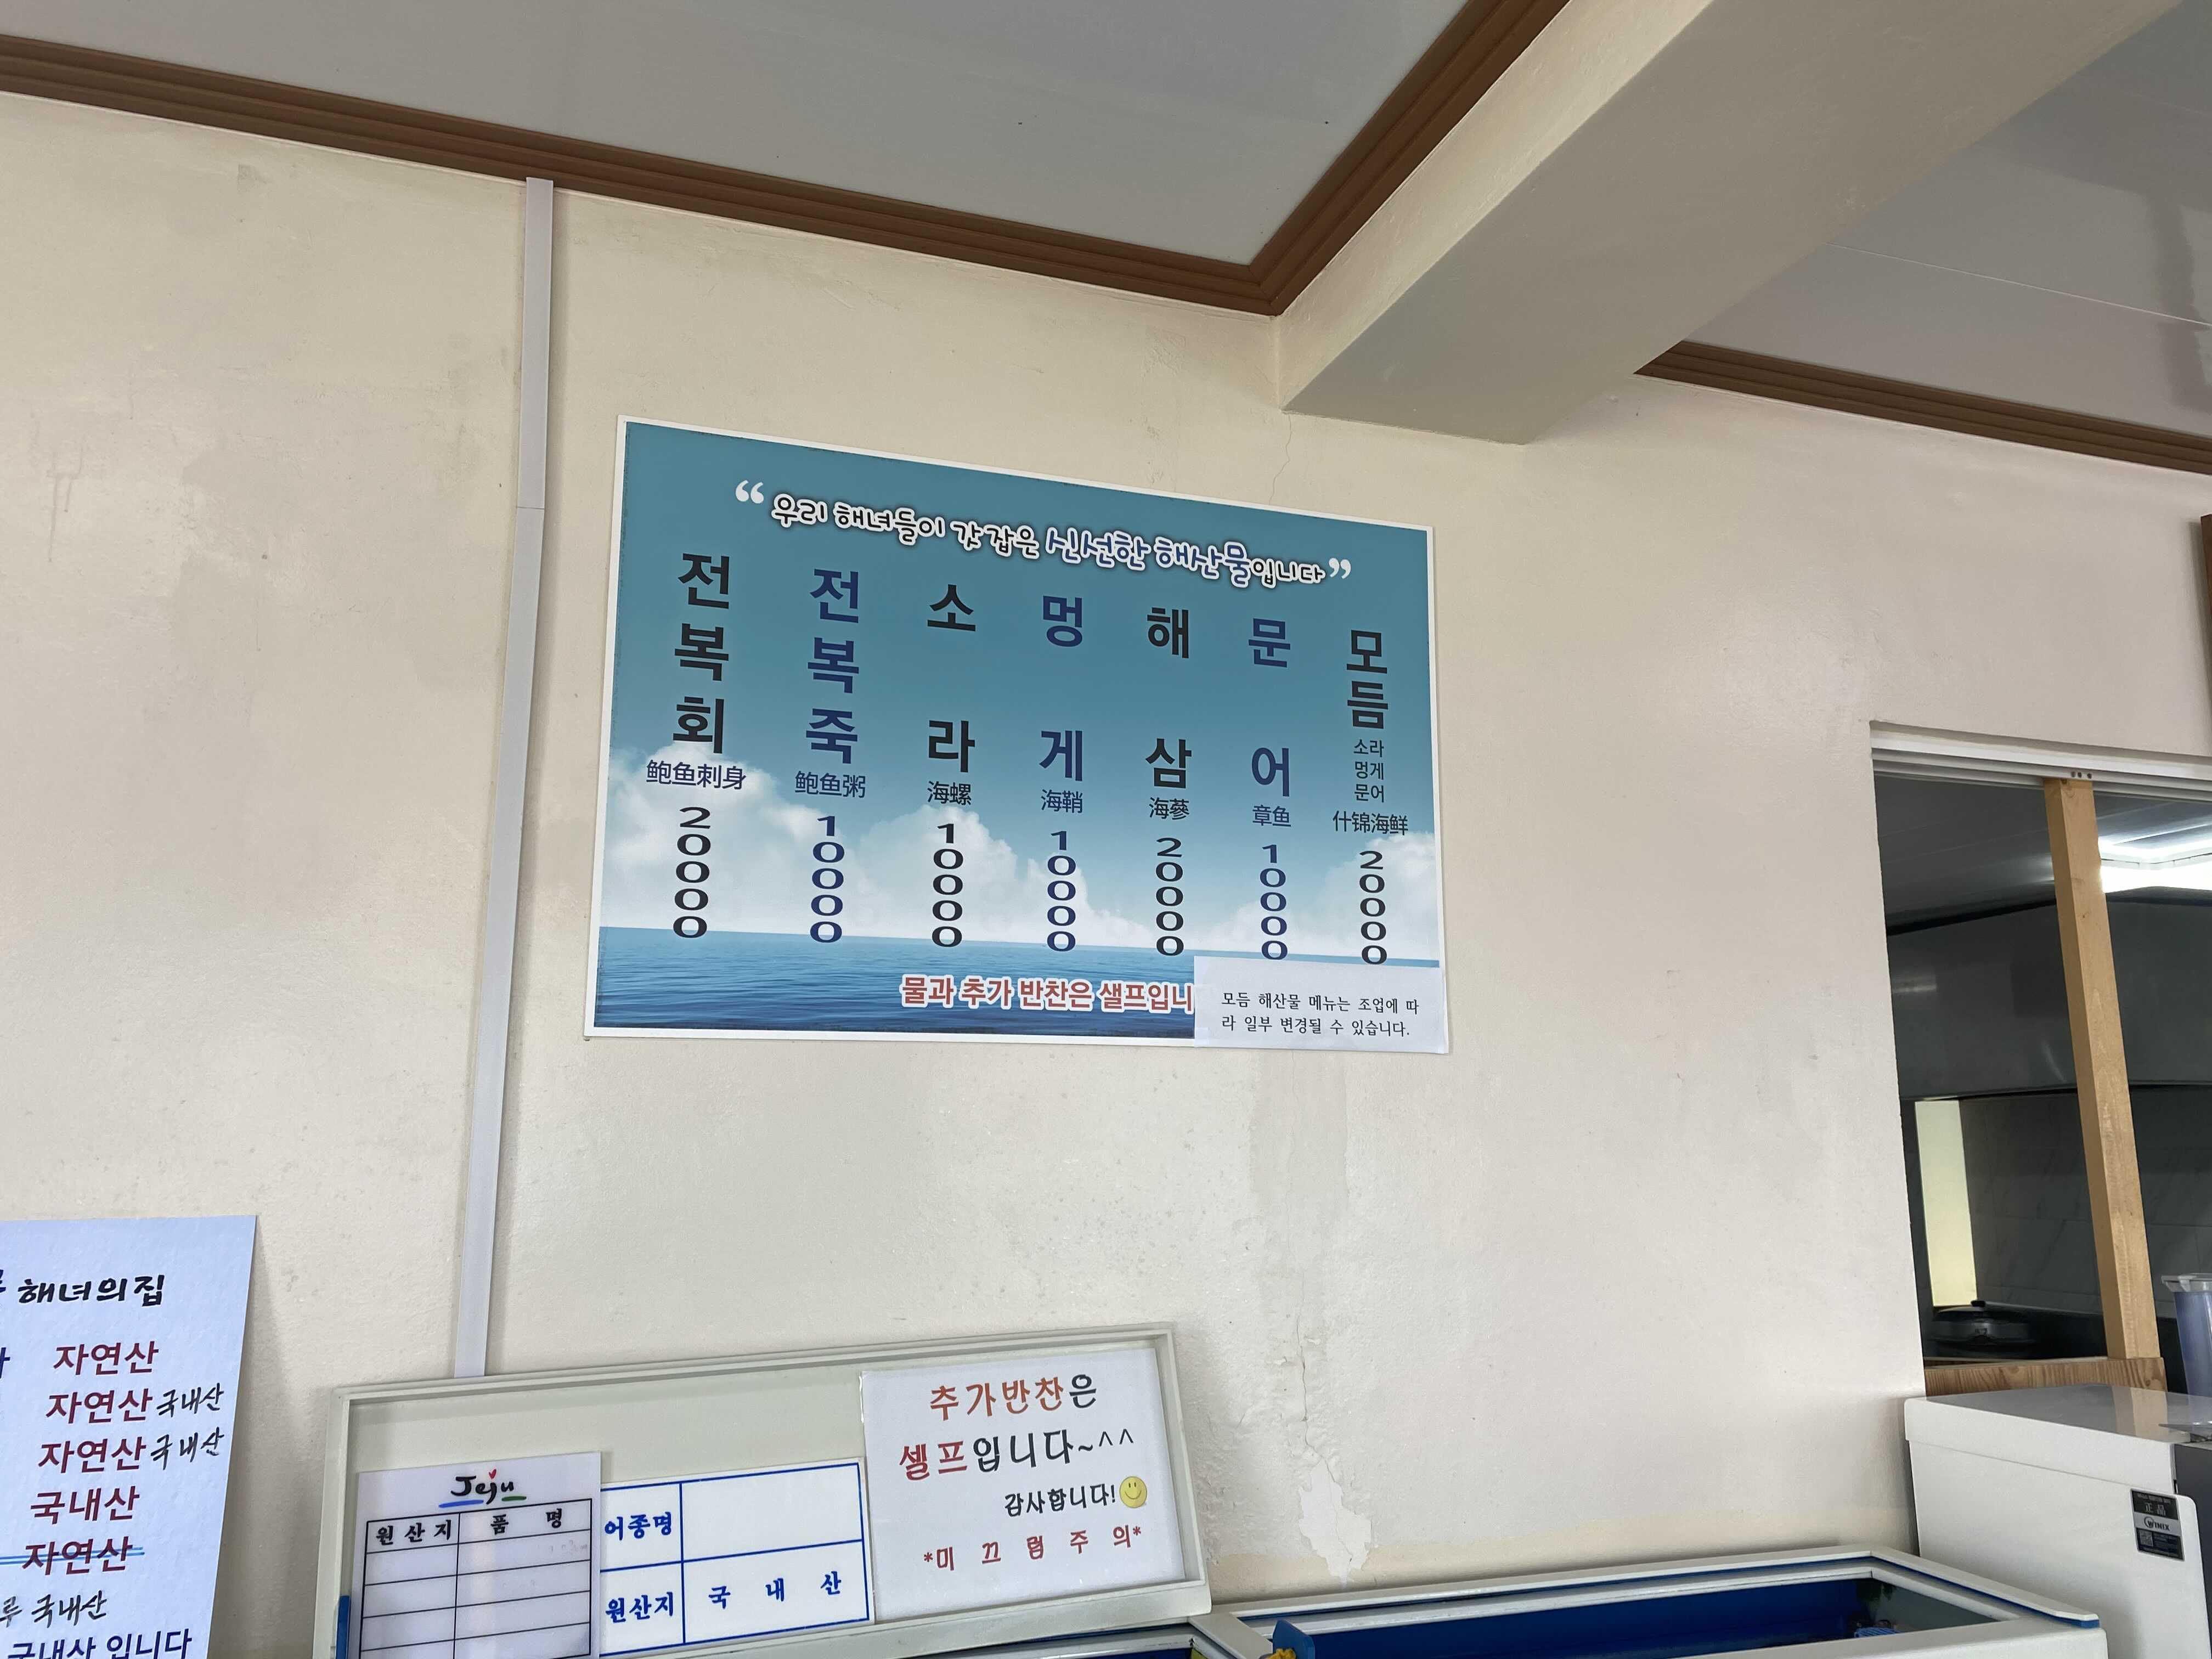 “우리 해녀들이 갓 잡은 신선한 해산물입니다”
전복회
鲍鱼刺身
20000
전복죽
鲍鱼粥
10000
소라
海螺
10000
멍게
海鞘
10000
해삼
海蔘
20000
문어
章鱼
10000
모듬
소라
멍게
문어
什锦海鲜
20000
물과 추가 반찬은 샐프입니
모듬 해산물 메뉴는 조업에 따
라 일부 변경될 수 있습니다.
해녀의집
자연산
자연산 국내산
자연산 국내산
국내산
자연산
루 국내산
국내산 입니다
Jeju
원산지 품 명
어종명
원산지 국 내 산
추가반찬은
셀프입니다~^^
감사합니다!
*미 끄 럼 주 의*
正品
WINIX